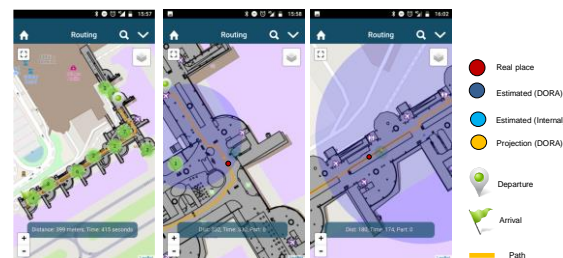 15:57
Routing
Distance: 399 meters, Time: 415 seconds
+
-
15:58
Routing
+
-
16:02
Routing
+
-
Real place
Estimated (DORA)
Estimated (Internal
Projection (DORA)
Departure
Arrival
Path